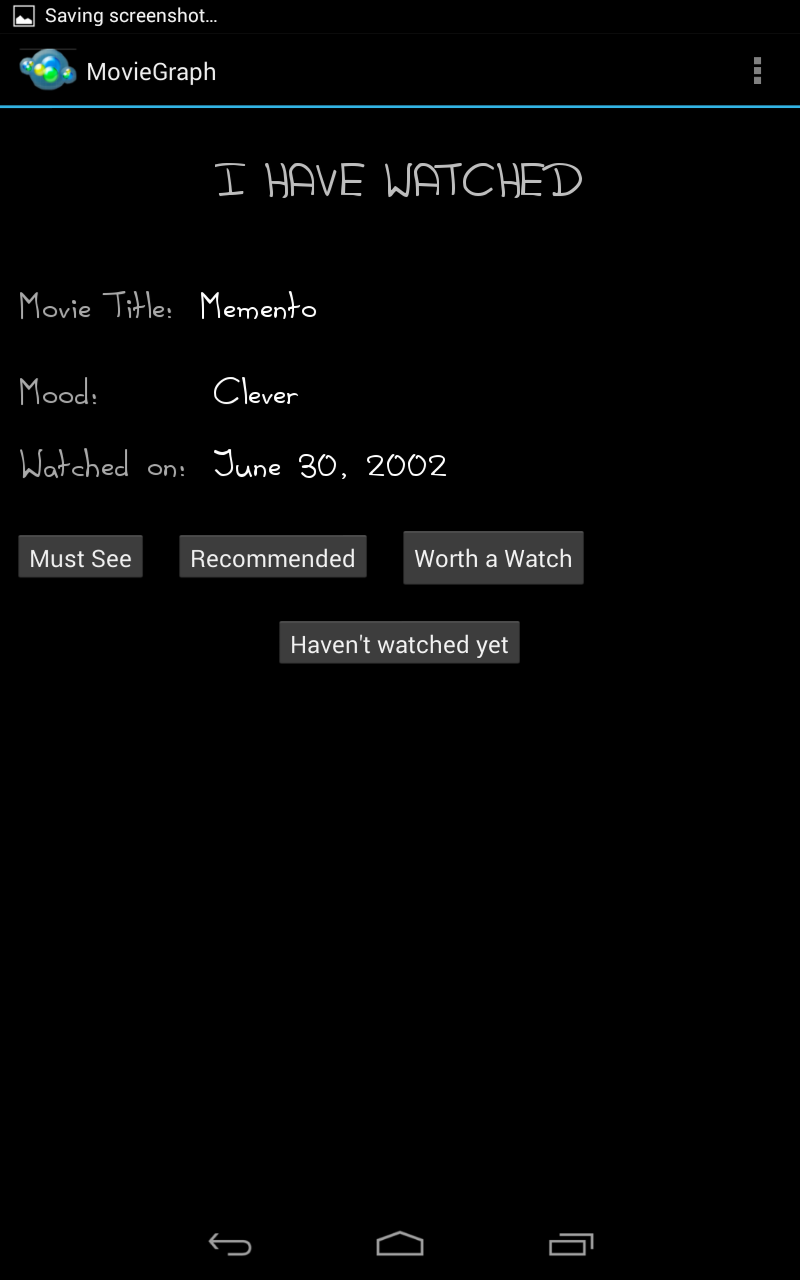 Saving screenshot...
MovieGraph
I HAVE WATCHED
Movie Title: Memento
Mood: Clever
Watched on: June 30, 2002
Must See Recommended Worth a Watch
Haven't watched yet